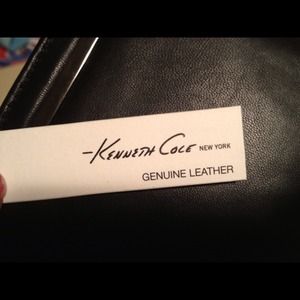 -Kenneth Cole NEW YORK
GENUINE LEATHER